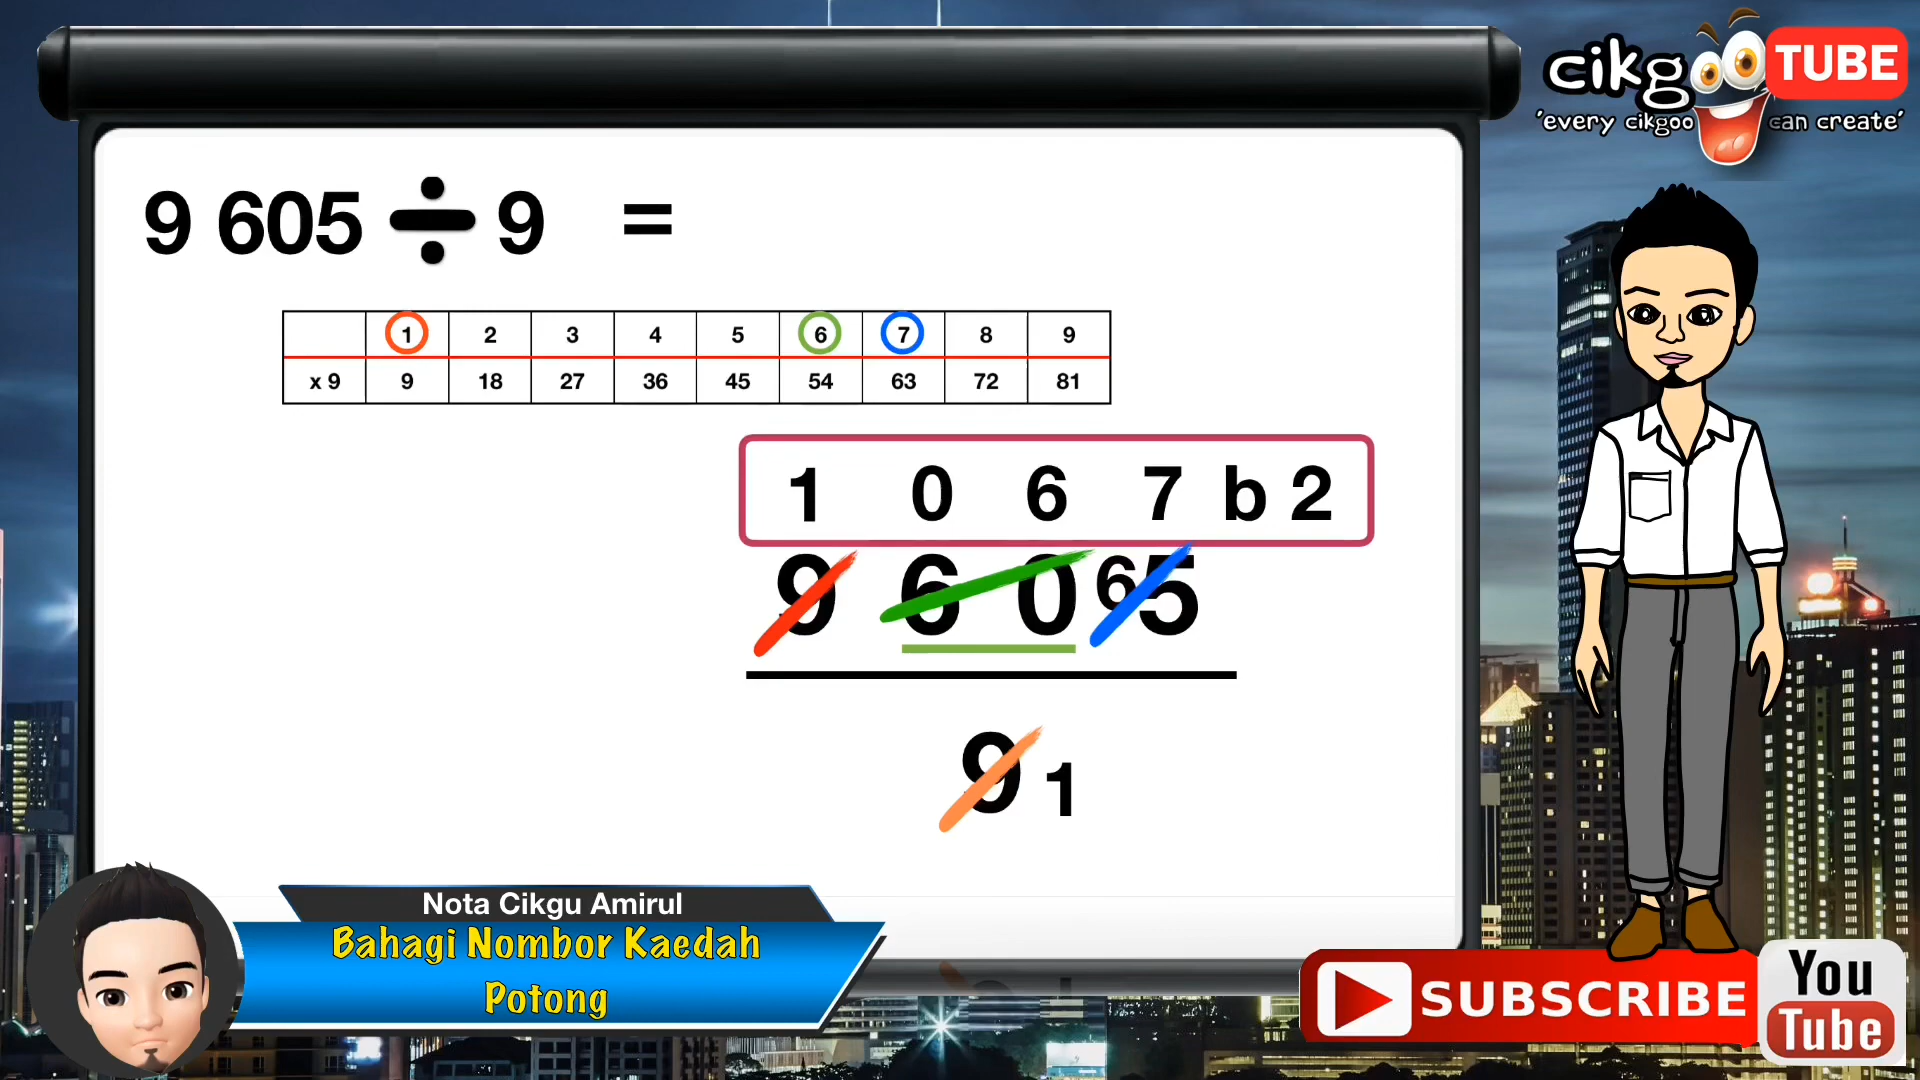 cikgoo TUBE
'every cikgoo can create'
9 605 ÷ 9 =
1 2 3 4 5 6 7 8 9
x 9 9 18 27 36 45 54 63 72 81
1 0 6 7 b 2
9 6 0 6 5
9 1
Nota Cikgu Amirul
Bahagi Nombor Kaedah
Potong
SUBSCRIBE
You
Tube